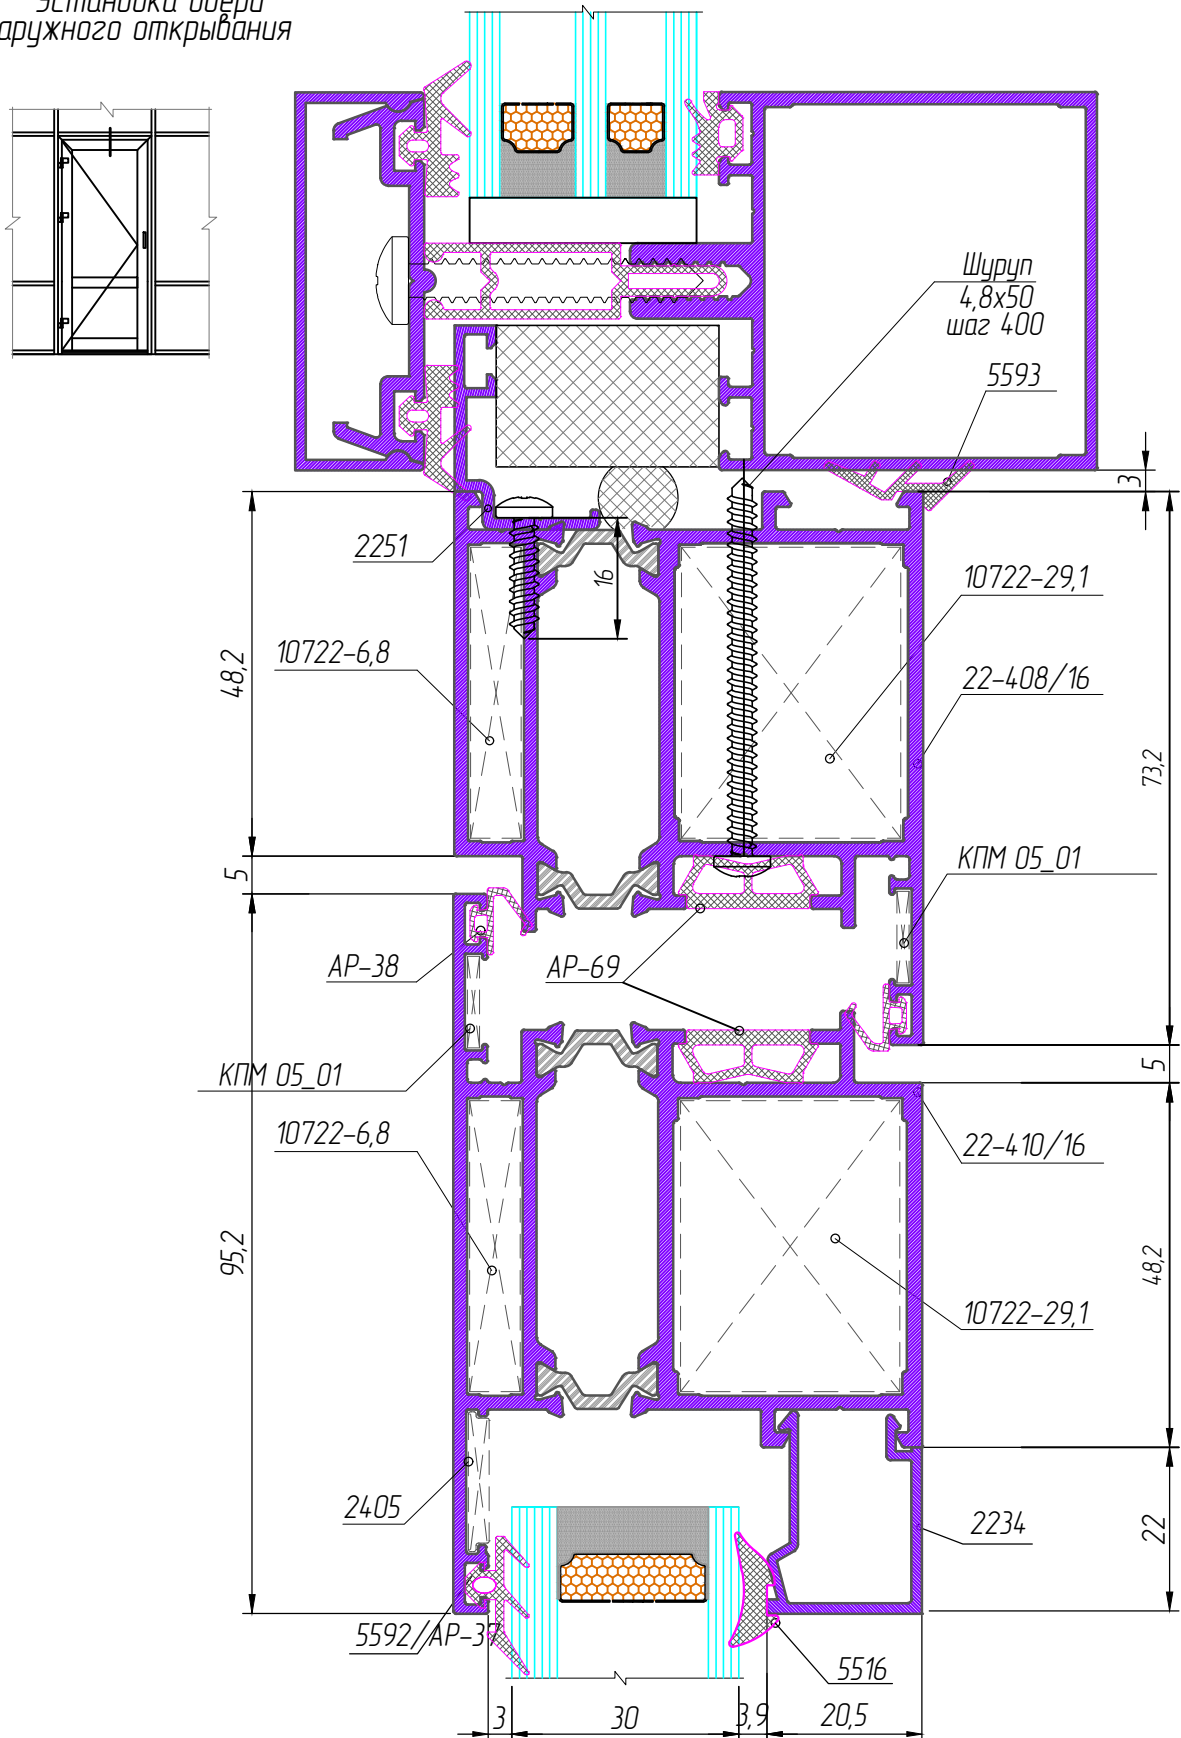 Установка двери
наружного открывания
Шуруп
4,8х50
шаг 400
5593
3
2251
16
10722-29,1
10722-6,8
48,2
22-408/16
73,2
5
КПМ 05_01
АР-38
АР-69
КПМ 05_01
5
10722-6,8
22-410/16
95,2
48,2
10722-29,1
2405
2234
22
5592/АР-37
5516
3
30
3,9
20,5